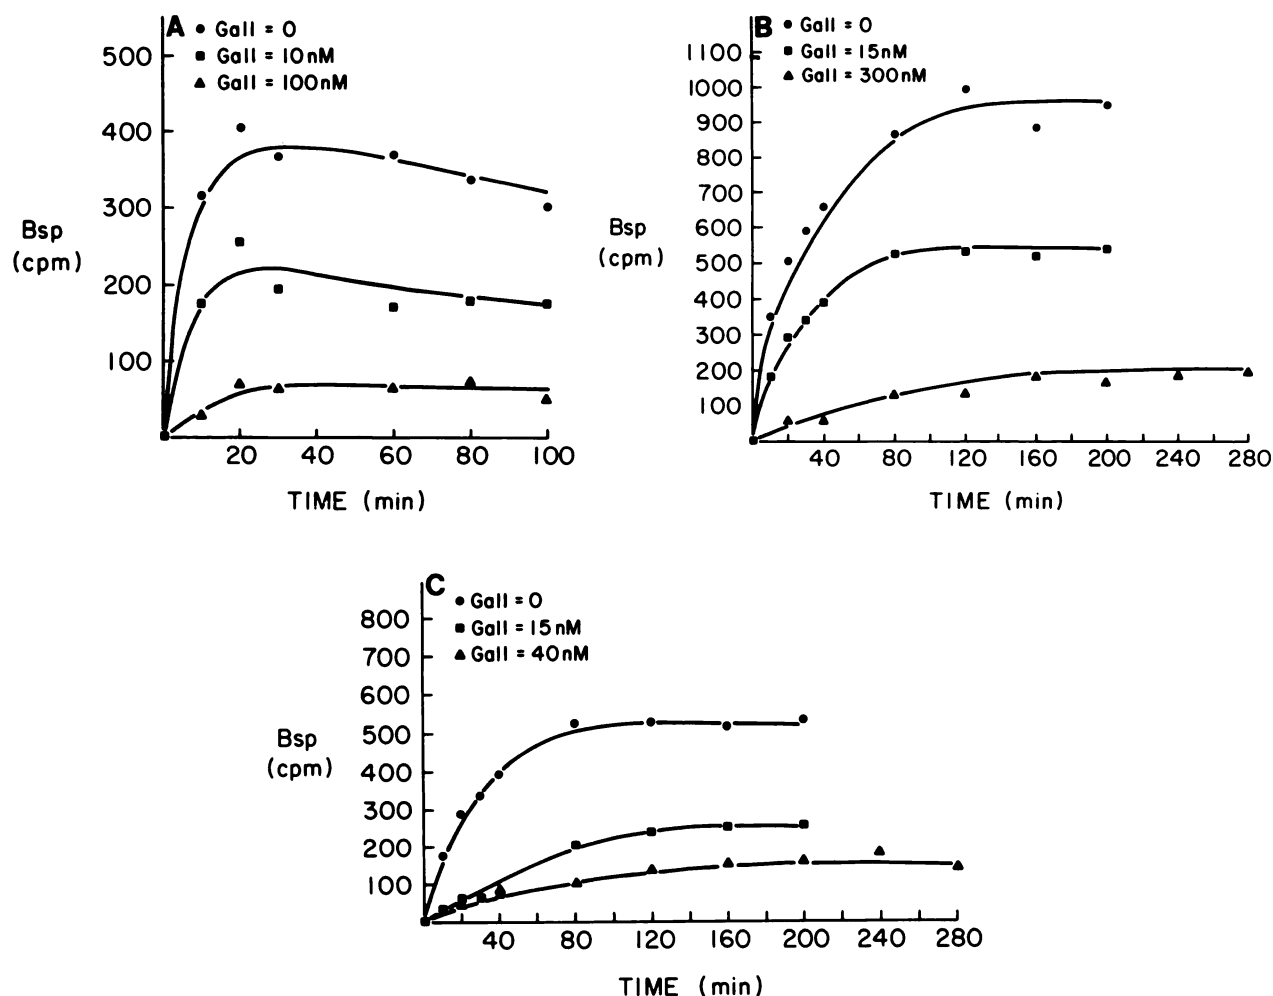 A
● Gall = 0
■ Gall = 10nM
▲ Gall = 100nM
500
400
300
200
100
Bsp
(cpm)
20 40 60 80 100
TIME (min)
B
● Gall = 0
■ Gall = 15nM
▲ Gall = 300nM
1100
1000
900
800
700
600
500
400
300
200
100
Bsp
(cpm)
40 80 120 160 200 240 280
TIME (min)
C
● Gall = 0
■ Gall = 15nM
▲ Gall = 40nM
800
700
600
500
400
300
200
100
Bsp
(cpm)
40 80 120 160 200 240 280
TIME (min)